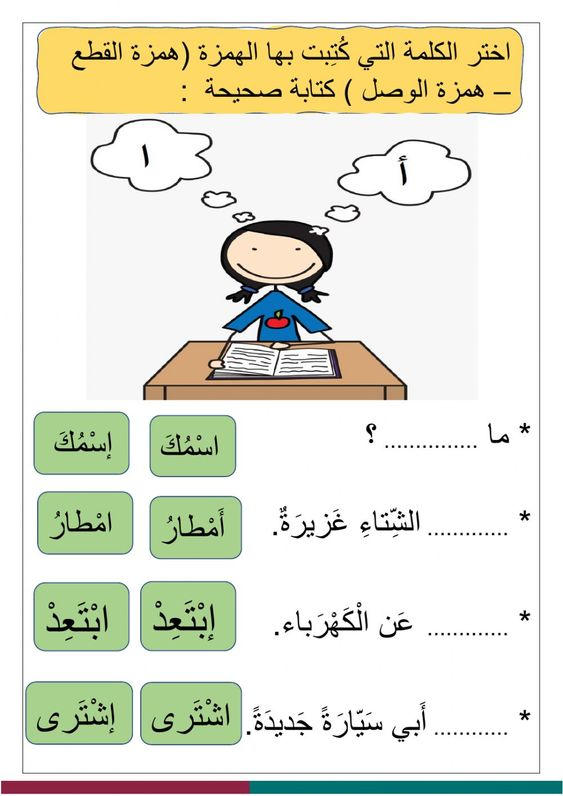 اختر الكلمة التي كُتِبت بها الهمزة (همزة القطع
– همزة الوصل ) كتابة صحيحة :
ا
أ
* ما .............. ؟
اسْمُكَ
إسْمُكَ
* ............. الشِّتاءِ غَزيرَةٌ.
أَمْطارُ
امْطارُ
* ............. عَن الْكَهْرَباء.
إبْتَعِدْ
ابْتَعِدْ
* ............ أَبي سَيّارَةً جَديدَةً.
اشْتَرى
إشْتَرى